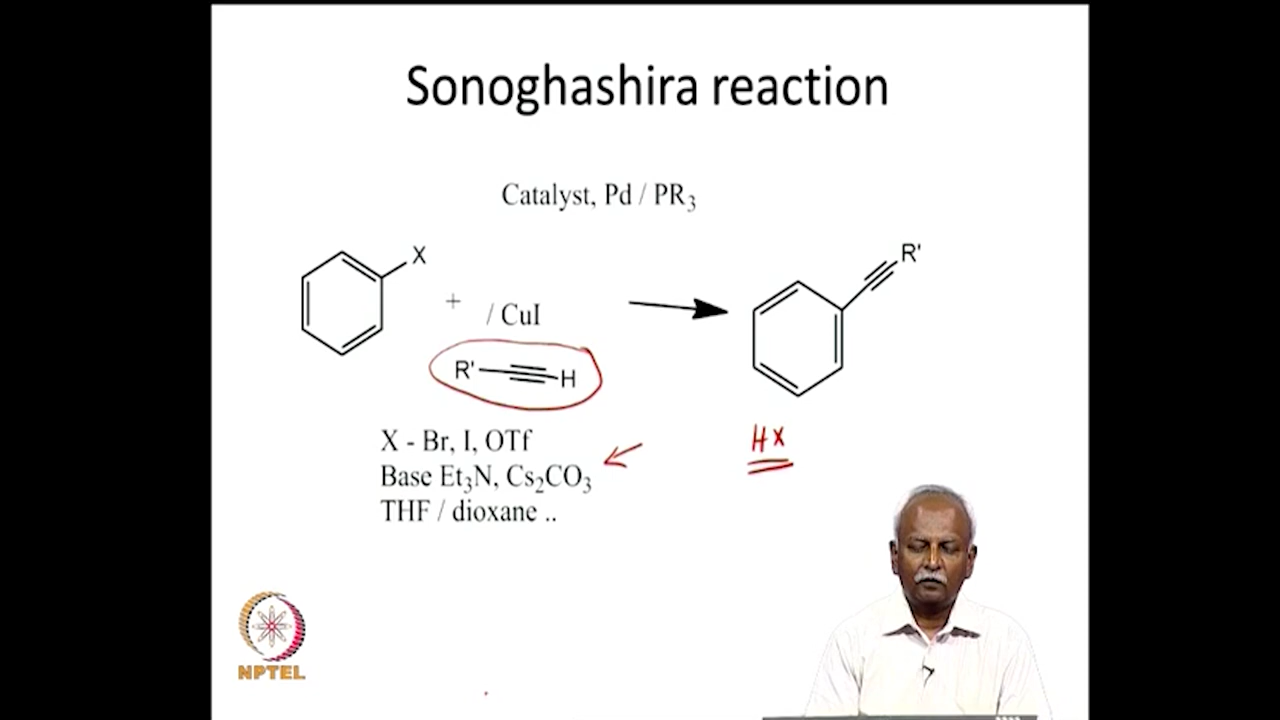 Sonoghashira reaction
Catalyst, Pd / PR₃
X
+
/ CuI
R'
R' H
X - Br, I, OTf
Base Et₃N, Cs₂CO₃
THF / dioxane ..
HX
NPTEL